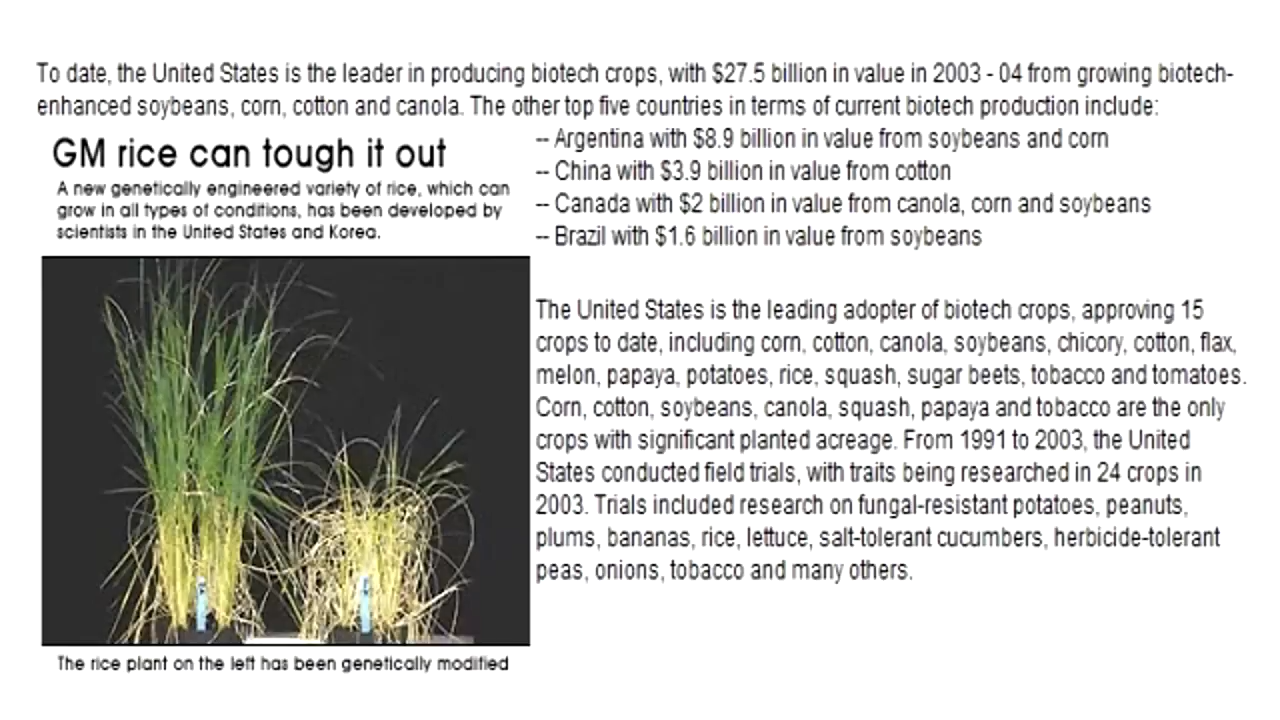 To date, the United States is the leader in producing biotech crops, with $27.5 billion in value in 2003 - 04 from growing biotech-
enhanced soybeans, corn, cotton and canola. The other top five countries in terms of current biotech production include:
-- Argentina with $8.9 billion in value from soybeans and corn
-- China with $3.9 billion in value from cotton
-- Canada with $2 billion in value from canola, corn and soybeans
-- Brazil with $1.6 billion in value from soybeans
GM rice can tough it out
A new genetically engineered variety of rice, which can
grow in all types of conditions, has been developed by
scientists in the United States and Korea.
The rice plant on the left has been genetically modified
The United States is the leading adopter of biotech crops, approving 15
crops to date, including corn, cotton, canola, soybeans, chicory, cotton, flax,
melon, papaya, potatoes, rice, squash, sugar beets, tobacco and tomatoes.
Corn, cotton, soybeans, canola, squash, papaya and tobacco are the only
crops with significant planted acreage. From 1991 to 2003, the United
States conducted field trials, with traits being researched in 24 crops in
2003. Trials included research on fungal-resistant potatoes, peanuts,
plums, bananas, rice, lettuce, salt-tolerant cucumbers, herbicide-tolerant
peas, onions, tobacco and many others.